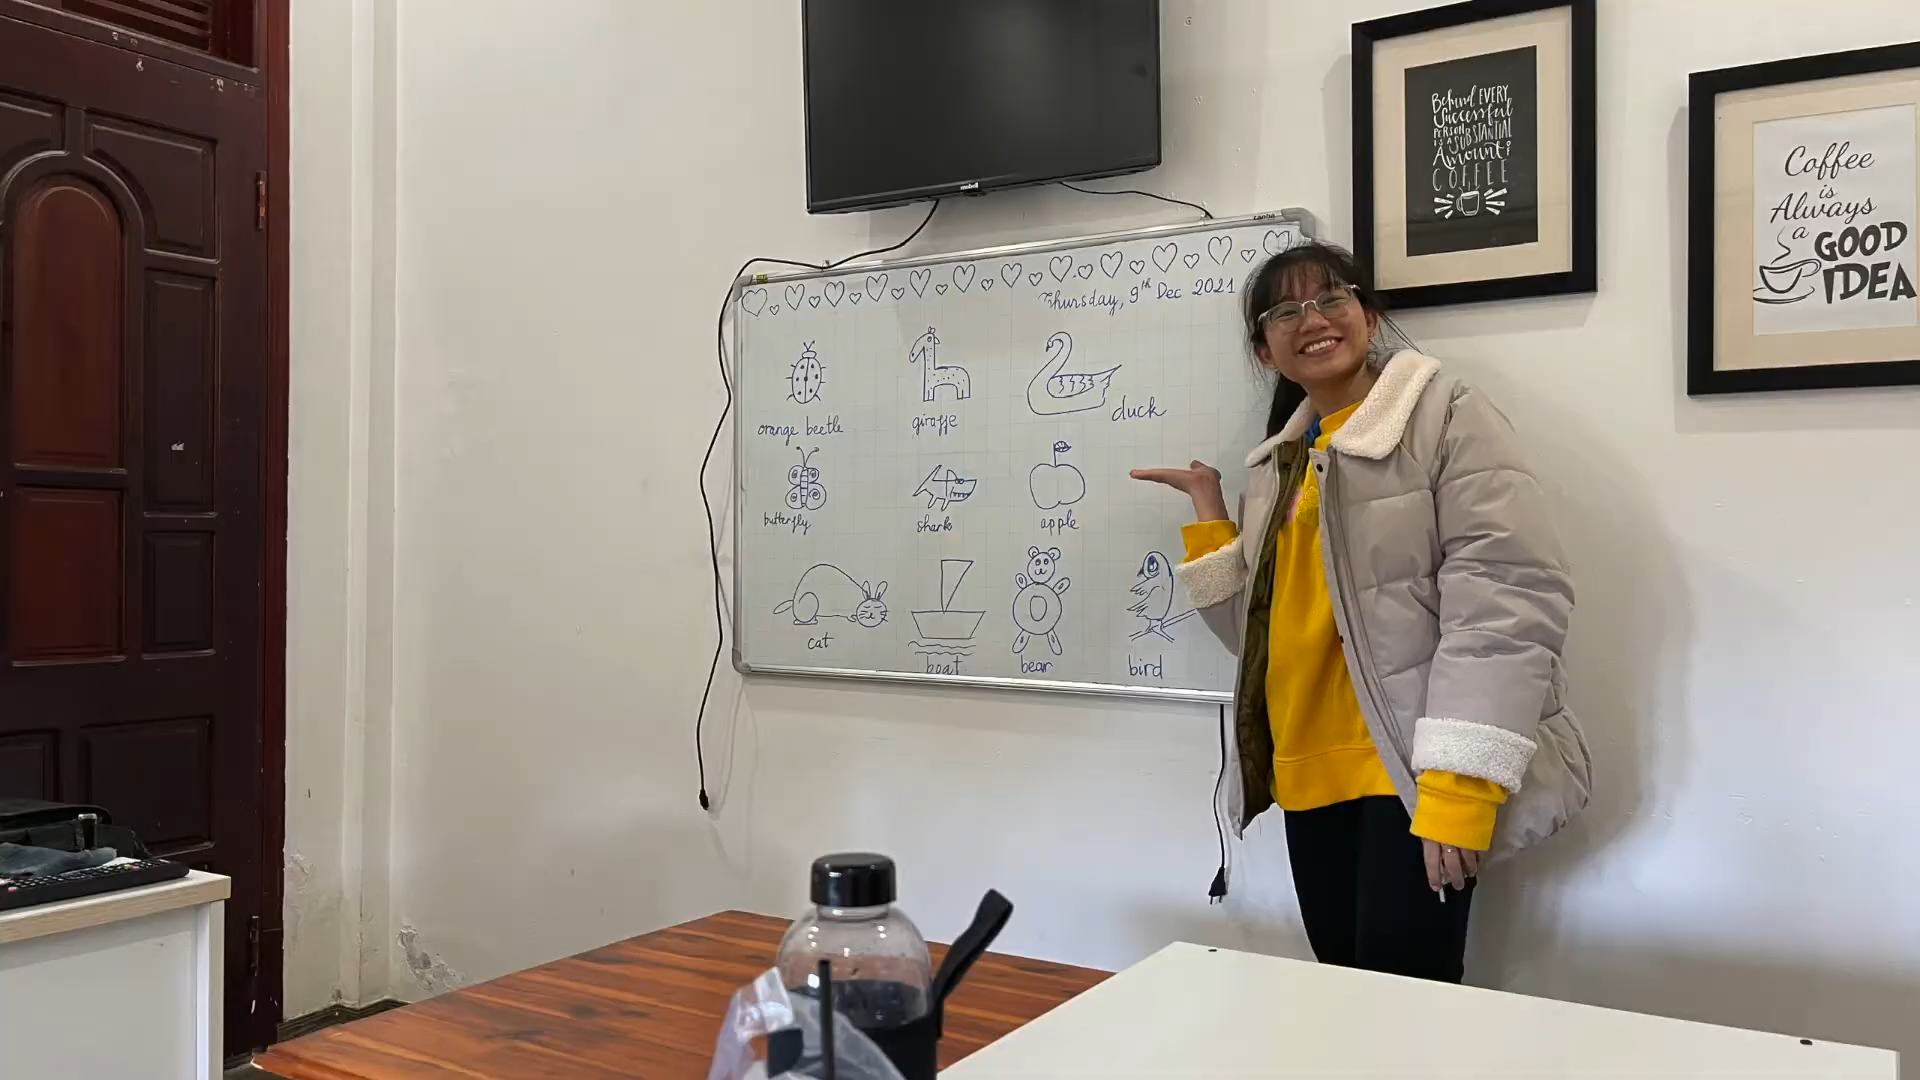 mobell
Thursday, 9th Dec 2021
orange beetle
giraffe
duck
butterfly
shark
apple
cat
boat
bear
bird
Behind EVERY
Successful
PERSON
IS A SUBSTANTIAL
Amount OF
COFFEE
Coffee
is
Always
a GOOD
IDEA